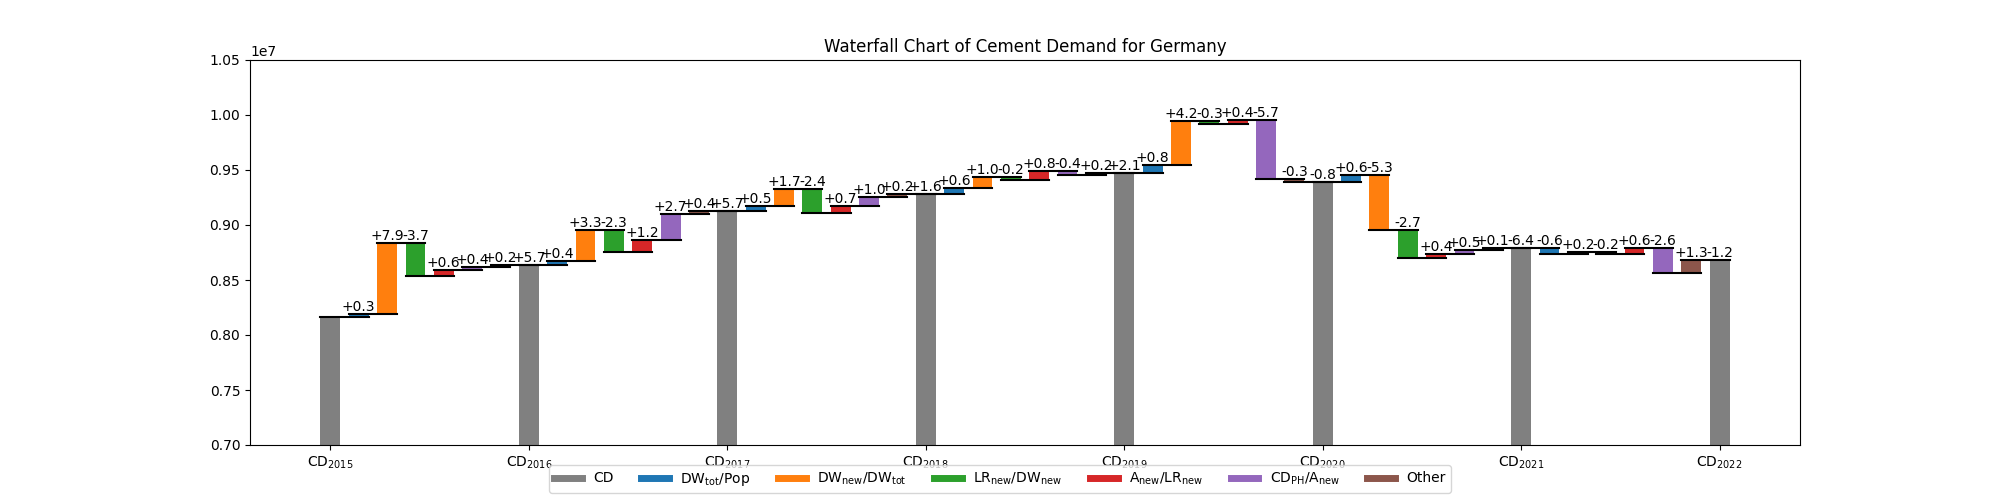 Waterfall Chart of Cement Demand for Germany
1e7
1.05
1.00
0.95
0.90
0.85
0.80
0.75
0.70
+0.3 +7.9 -3.7 +0.6 +0.4 +0.2 +5.7 +0.4 +3.3 -2.3 +1.2 +2.7 +0.4 +5.7 +0.5 +1.7 -2.4 +0.7 +1.0 +0.2 +1.6 +0.6 +1.0 -0.2 +0.8 -0.4 +0.2 +2.1 +0.8 +4.2 -0.3 +0.4 -5.7 -0.3 -0.8 +0.6 -5.3 -2.7 +0.4 +0.5 +0.1 -6.4 -0.6 +0.2 -0.2 +0.6 -2.6 +1.3 -1.2
CD2015 CD2016 CD2017 CD2018 CD2019 CD2020 CD2021 CD2022
CD DWtot/Pop DWnew/DWtot LRnew/DWnew Anew/LRnew CDPH/Anew Other